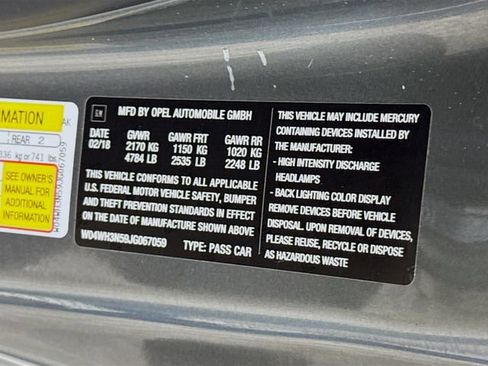 FORMATION
AK
REAR 2
336 kg or 741 lbs
SEE OWNER'S
MANUAL FOR
ADDITIONAL
INFORMATION
GM
MFD BY OPEL AUTOMOBILE GMBH
DATE GVWR GAWR FRT GAWR RR
02/18 2170 KG 1150 KG 1020 KG
4784 LB 2535 LB 2248 LB
THIS VEHICLE CONFORMS TO ALL APPLICABLE
U.S. FEDERAL MOTOR VEHICLE SAFETY, BUMPER
AND THEFT PREVENTION STANDARDS IN EFFECT
ON THE DATE OF MANUFACTURE SHOWN ABOVE.
W04WH3N59JG067059 TYPE: PASS CAR
THIS VEHICLE MAY INCLUDE MERCURY
CONTAINING DEVICES INSTALLED BY
THE MANUFACTURER:
- HIGH INTENSITY DISCHARGE
HEADLAMPS
- BACK LIGHTING COLOR DISPLAY
REMOVE DEVICES BEFORE VEHICLE
DISPOSAL. UPON REMOVAL OF DEVICES,
PLEASE REUSE, RECYCLE OR DISPOSE
AS HAZARDOUS WASTE